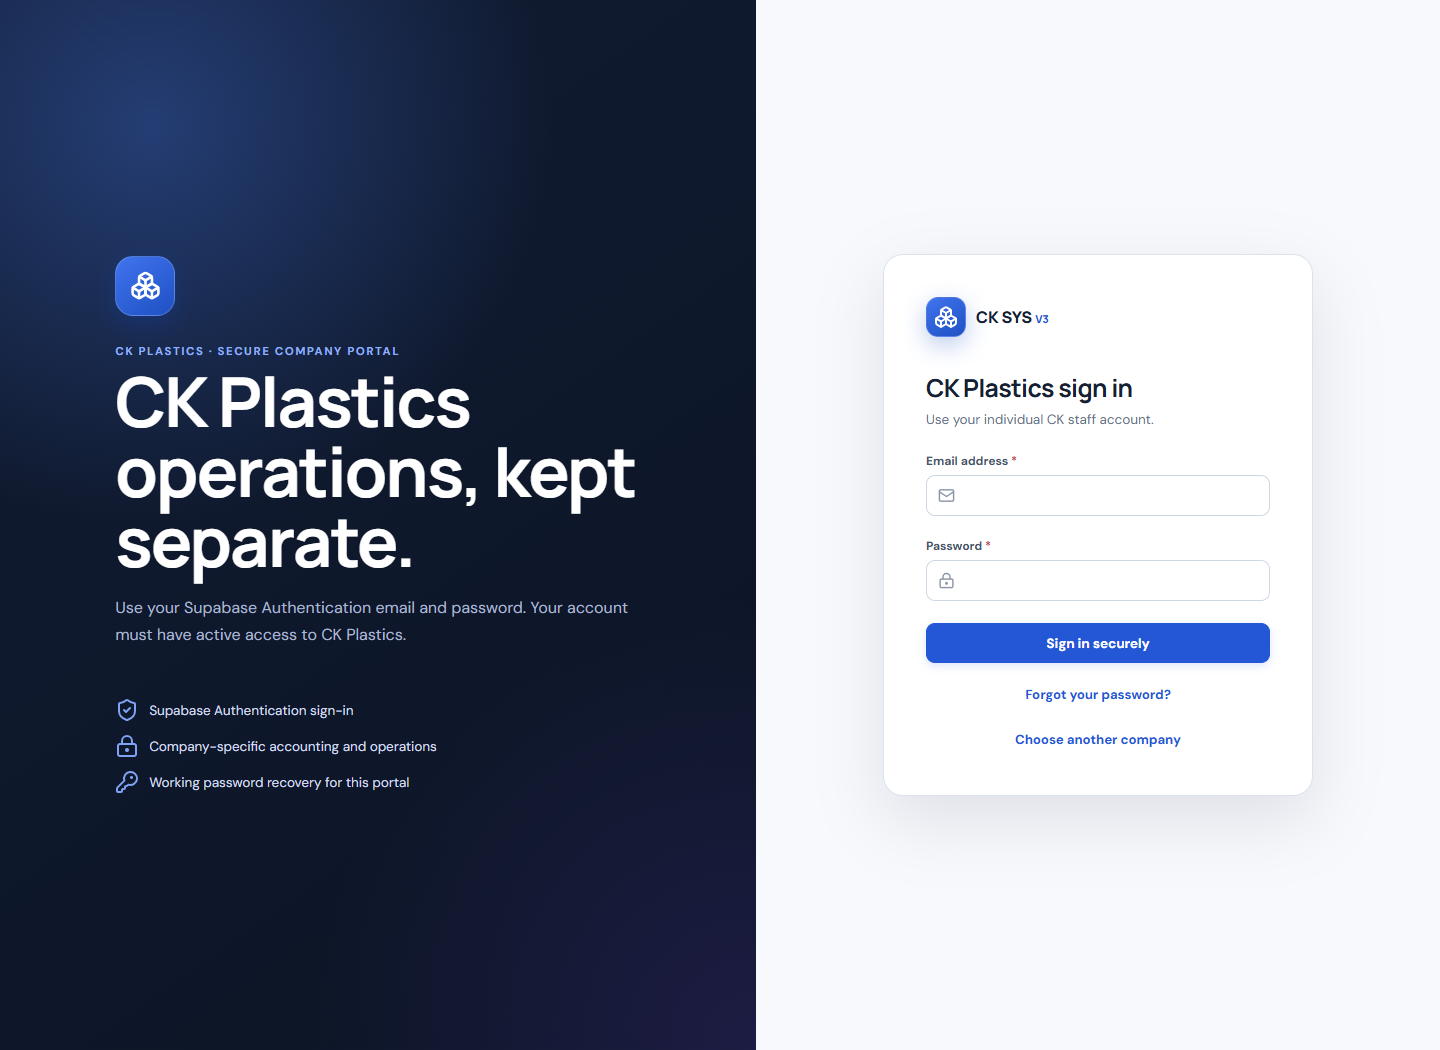 CK PLASTICS · SECURE COMPANY PORTAL
CK Plastics
operations, kept
separate.
Use your Supabase Authentication email and password. Your account
must have active access to CK Plastics.
Supabase Authentication sign-in
Company-specific accounting and operations
Working password recovery for this portal
CK SYS V3
CK Plastics sign in
Use your individual CK staff account.
Email address *
Password *
Sign in securely
Forgot your password?
Choose another company